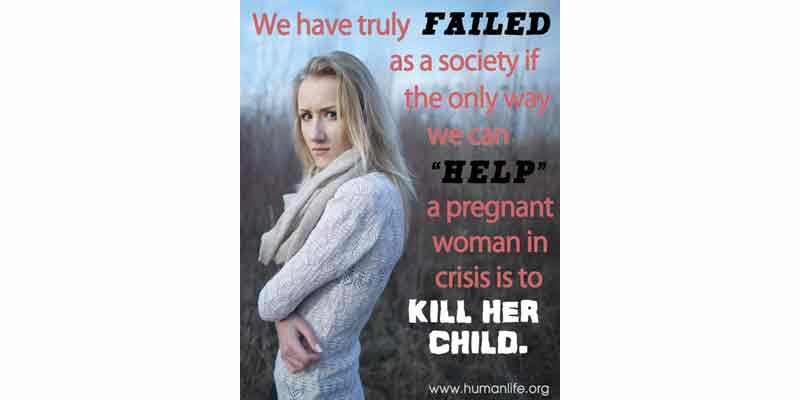 We have truly FAILED
as a society if
the only way
we can
"HELP"
a pregnant
woman in
crisis is to
KILL HER
CHILD.
www.humanlife.org